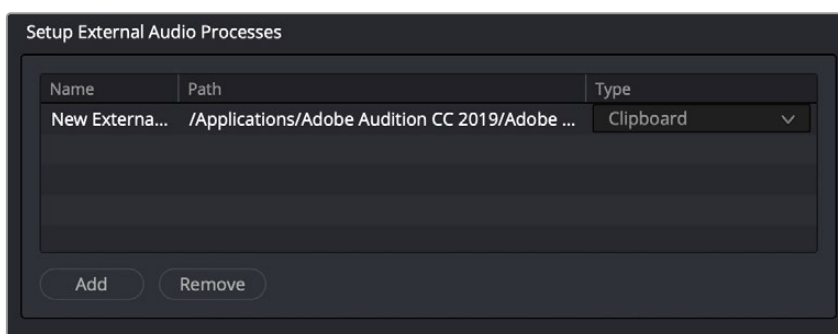 Setup External Audio Processes
Name Path Type
New Externa... /Applications/Adobe Audition CC 2019/Adobe ... Clipboard
Add Remove